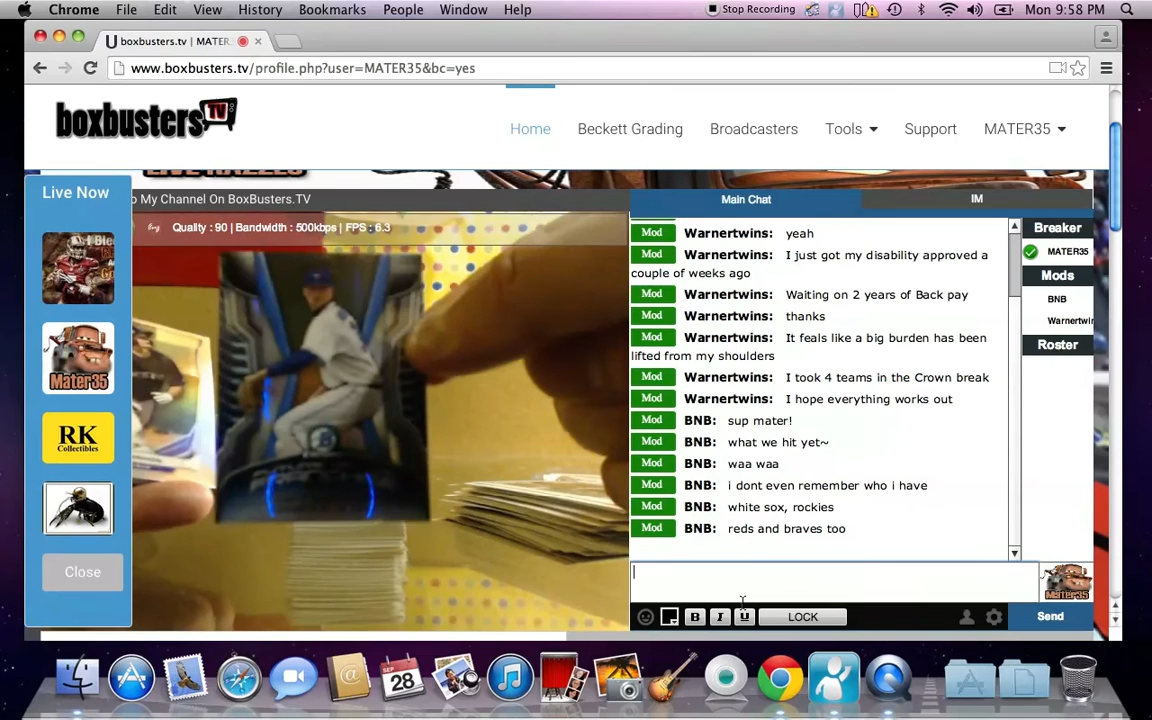 Chrome File Edit View History Bookmarks People Window Help Stop Recording Mon 9:58 PM
boxbusters.tv | MATER
www.boxbusters.tv/profile.php?user=MATER35&bc=yes
boxbusters TV
Home Beckett Grading Broadcasters Tools Support MATER35
LIVE RAZZLES
Live Now
o My Channel On BoxBusters.TV
Main Chat IM
Quality : 90 | Bandwidth : 500kbps | FPS : 6.3
Breaker
MATER35
Mods
BNB
Warnertwin
Roster
Mod Warnertwins: yeah
Mod Warnertwins: I just got my disability approved a
couple of weeks ago
Mod Warnertwins: Waiting on 2 years of Back pay
Mod Warnertwins: thanks
Mod Warnertwins: It feals like a big burden has been
lifted from my shoulders
Mod Warnertwins: I took 4 teams in the Crown break
Mod Warnertwins: I hope everything works out
Mod BNB: sup mater!
Mod BNB: what we hit yet~
Mod BNB: waa waa
Mod BNB: i dont even remember who i have
Mod BNB: white sox, rockies
Mod BNB: reds and braves too
Mater35
RK
Collectibles
Close
B I U LOCK Send
SEP
28